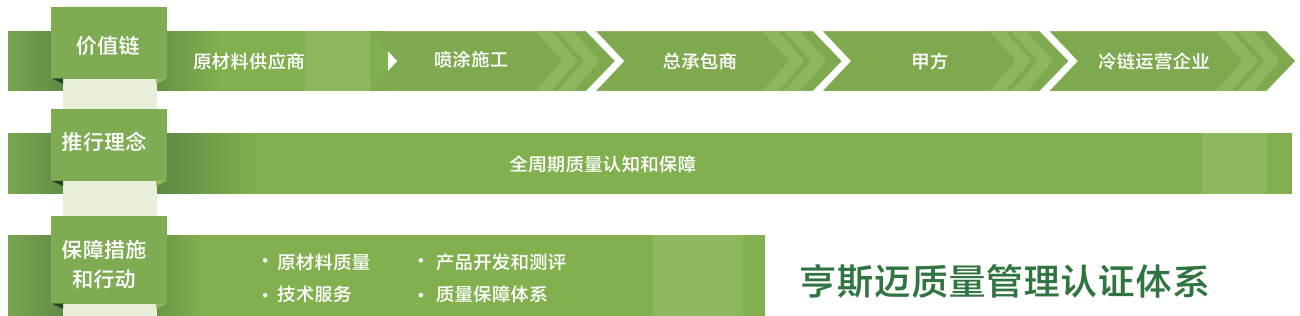 价值链
原材料供应商
喷涂施工
总承包商
甲方
冷链运营企业
推行理念
全周期质量认知和保障
保障措施
和行动
• 原材料质量
• 产品开发和测评
• 技术服务
• 质量保障体系
亨斯迈质量管理认证体系